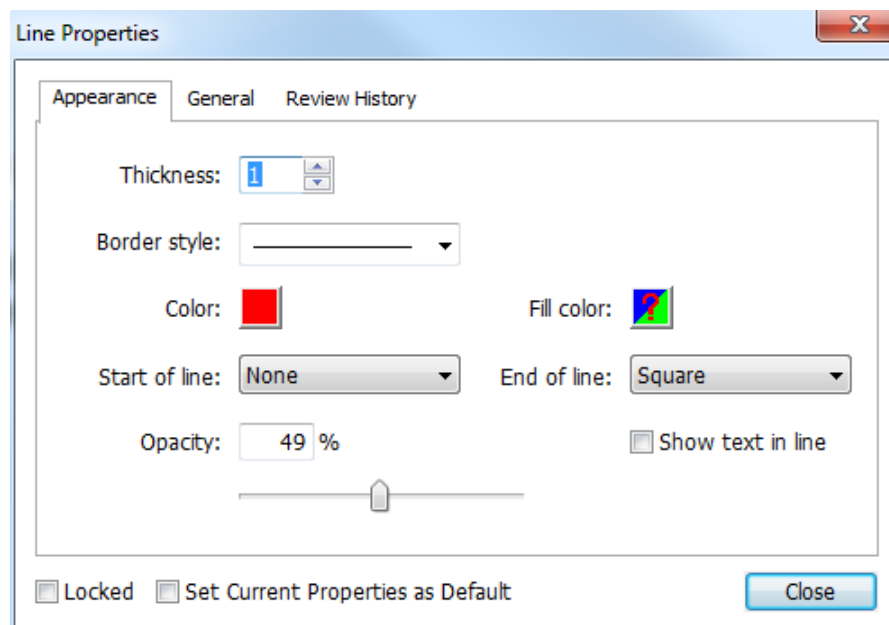 Line Properties
Appearance General Review History
Thickness: 1
Border style:
Color: Fill color: ?
Start of line: None End of line: Square
Opacity: 49 % Show text in line
Locked Set Current Properties as Default Close